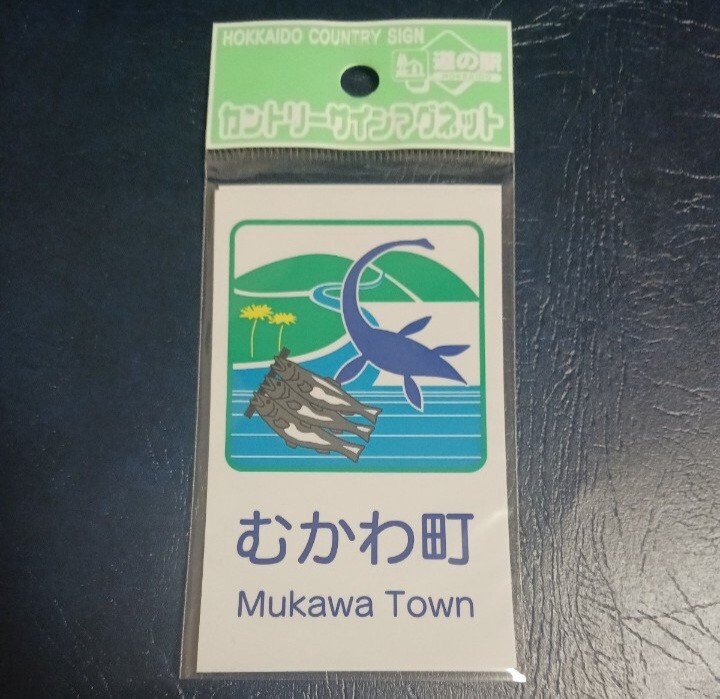 HOKKAIDO COUNTRY SIGN
道の駅
HOKKAIDO
カントリーサインマグネット
むかわ町
Mukawa Town